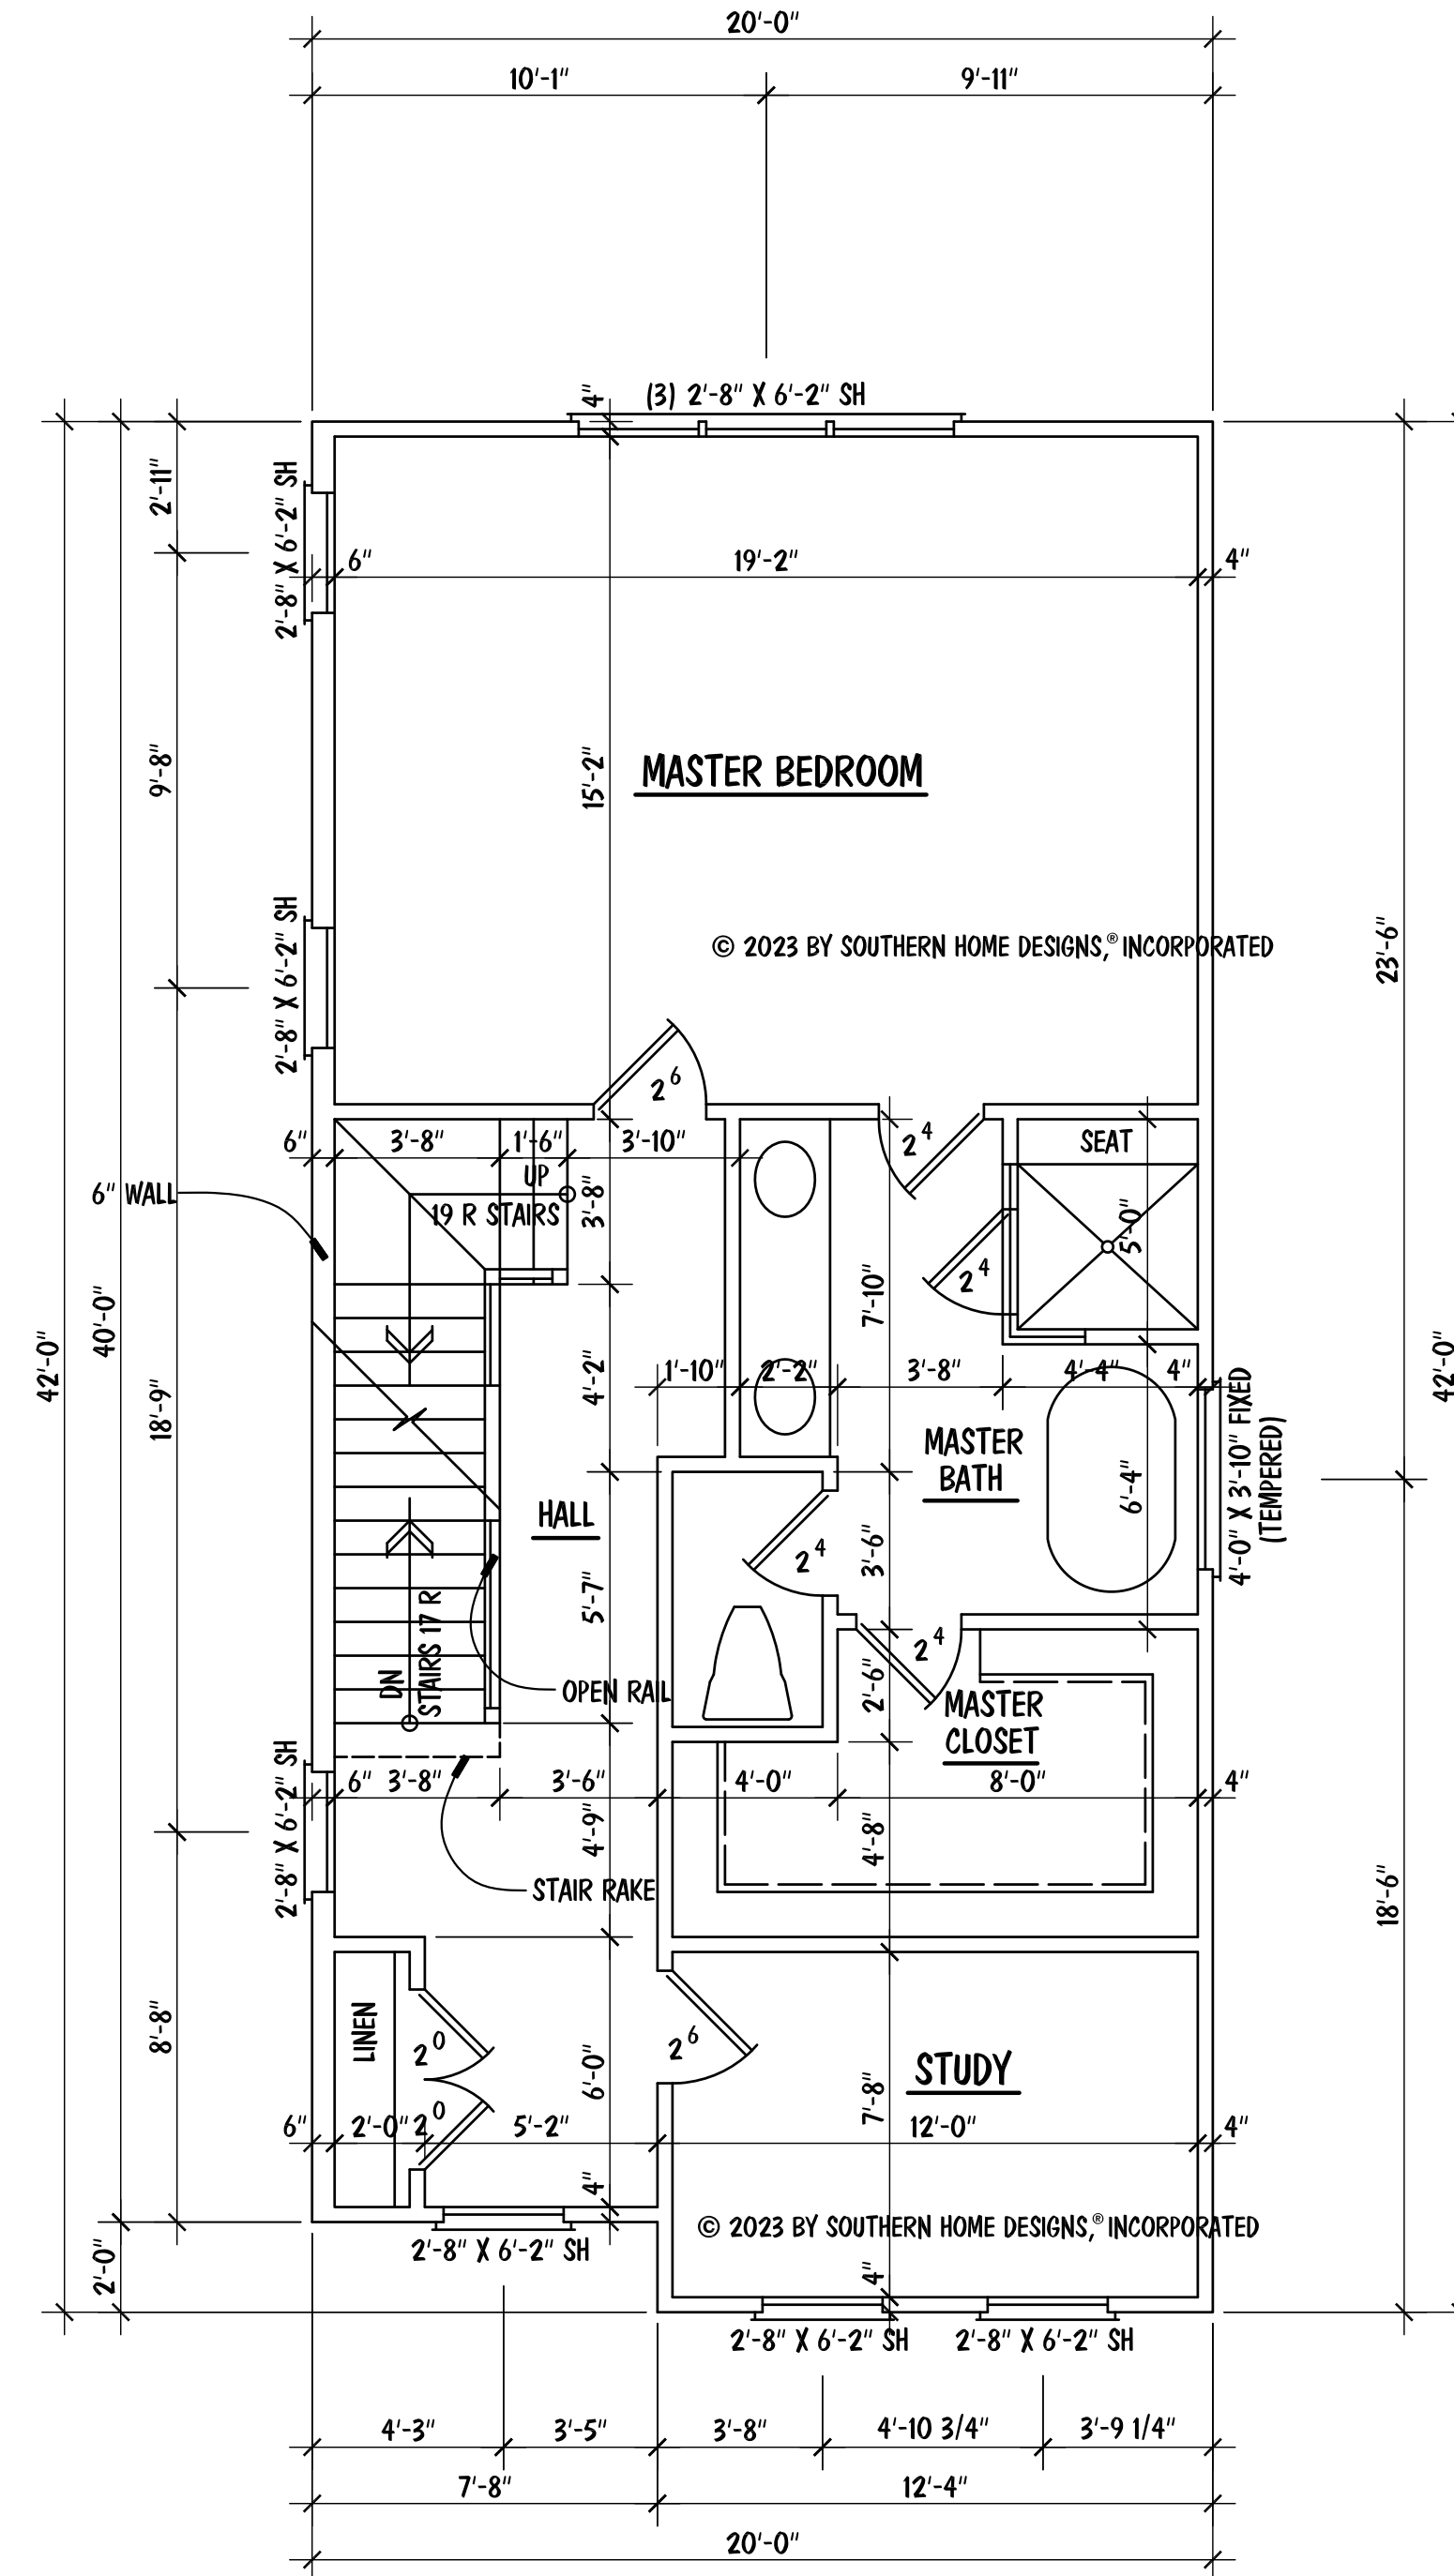 20'-0"
10'-1"
9'-11"
4"
(3) 2'-8" X 6'-2" SH
2'-11"
2'-8" X 6'-2" SH
6"
19'-2"
4"
9'-8"
15'-2"
MASTER BEDROOM
2'-8" X 6'-2" SH
© 2023 BY SOUTHERN HOME DESIGNS,® INCORPORATED
23'-6"
2 6
2 4
6"
3'-8"
1'-6"
3'-10"
SEAT
UP
19 R STAIRS
6" WALL
3'-8"
5'-0"
2 4
7'-10"
40'-0"
42'-0"
18'-9"
4'-2"
1'-10"
2'-2"
3'-8"
4'-4"
4"
42'-0"
4'-0" X 3'-10" FIXED
(TEMPERED)
MASTER
BATH
6'-4"
HALL
2 4
3'-6"
5'-7"
DN
STAIRS 17 R
2 4
OPEN RAIL
2'-6"
MASTER
CLOSET
2'-8" X 6'-2" SH
6"
3'-8"
3'-6"
4'-0"
8'-0"
4"
4'-9"
4'-8"
STAIR RAKE
18'-6"
8'-8"
LINEN
2 0
2 6
6'-0"
STUDY
7'-8"
6"
2'-0"
2 0
5'-2"
12'-0"
4"
4"
© 2023 BY SOUTHERN HOME DESIGNS,® INCORPORATED
2'-8" X 6'-2" SH
2'-0"
4"
2'-8" X 6'-2" SH
2'-8" X 6'-2" SH
4'-3"
3'-5"
3'-8"
4'-10 3/4"
3'-9 1/4"
7'-8"
12'-4"
20'-0"